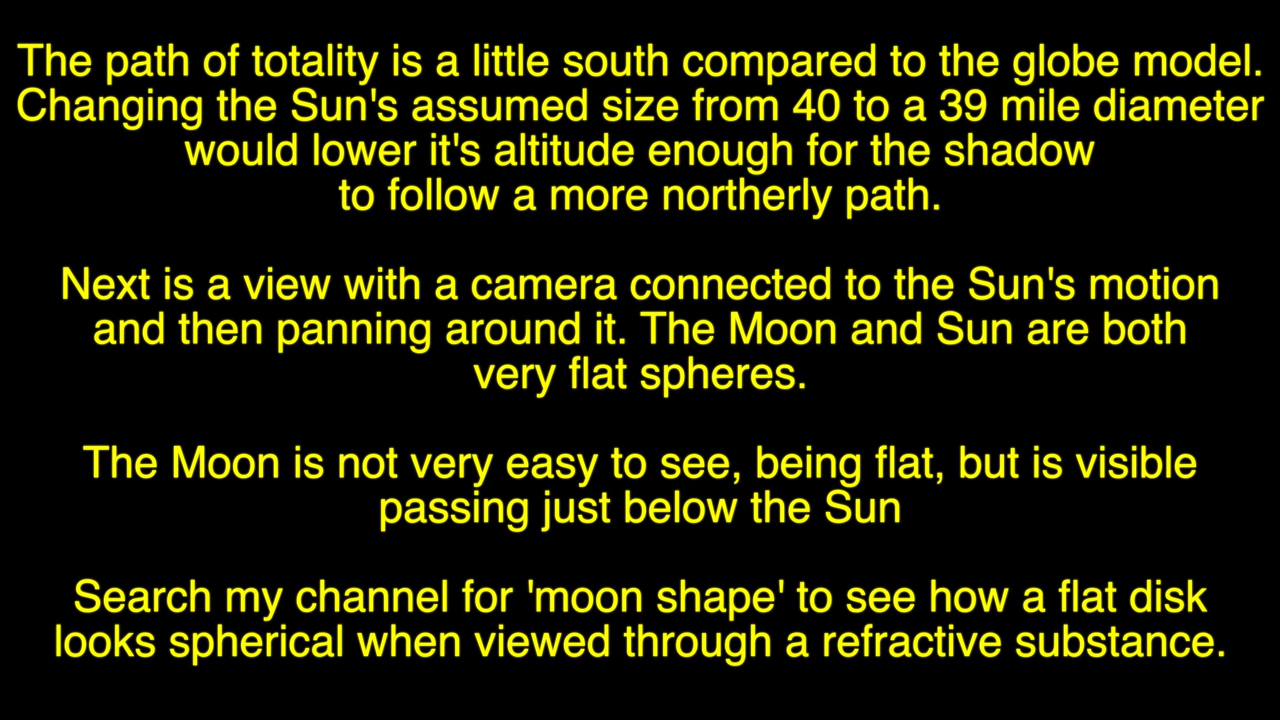 The path of totality is a little south compared to the globe model.
Changing the Sun's assumed size from 40 to a 39 mile diameter
would lower it's altitude enough for the shadow
to follow a more northerly path.
Next is a view with a camera connected to the Sun's motion
and then panning around it. The Moon and Sun are both
very flat spheres.
The Moon is not very easy to see, being flat, but is visible
passing just below the Sun
Search my channel for 'moon shape' to see how a flat disk
looks spherical when viewed through a refractive substance.